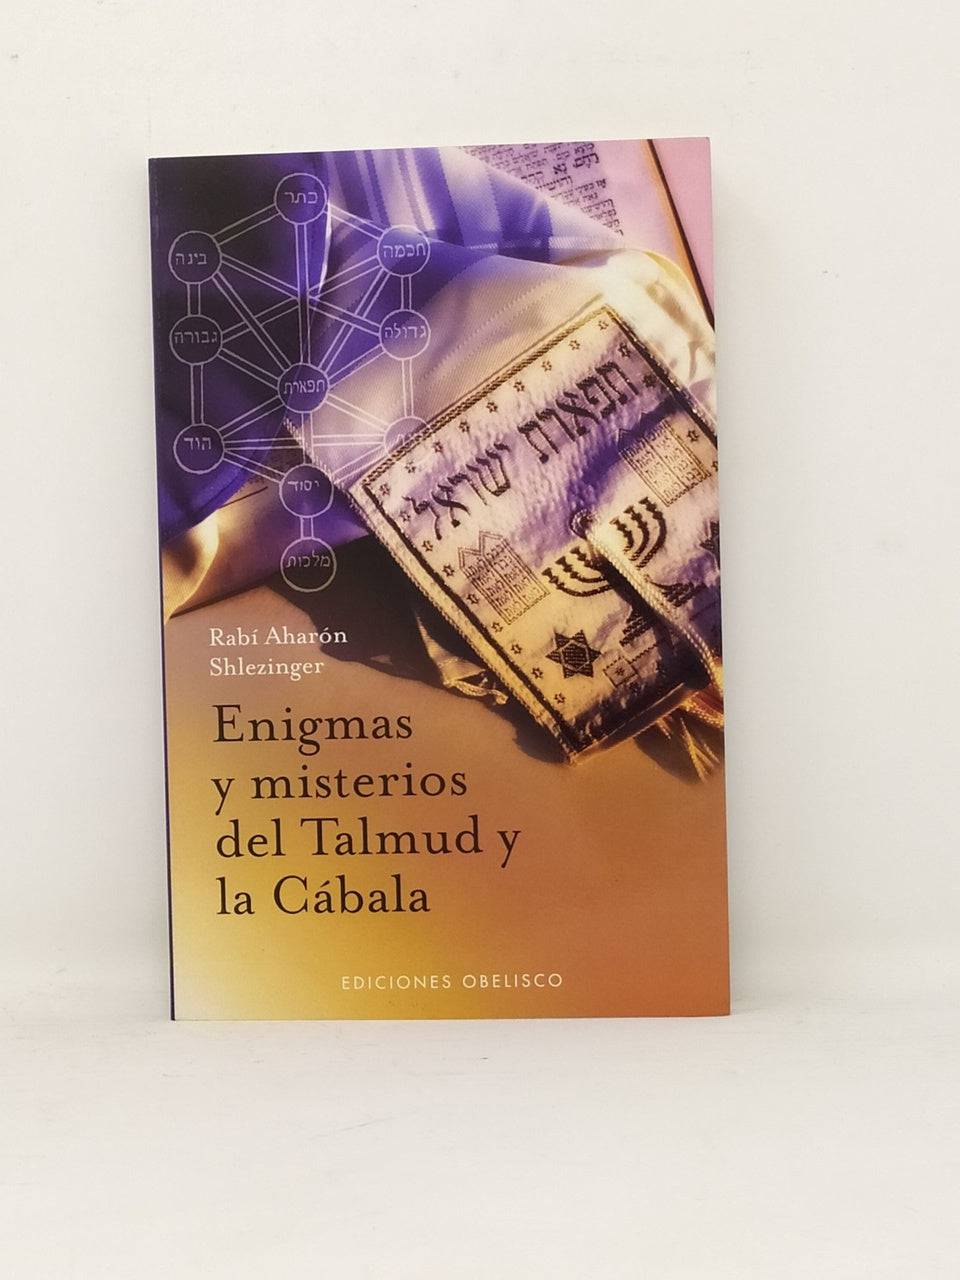 כתר
חכמה
בינה
גדולה
גבורה
תפארת
הוד
יסוד
מלכות
תפארת ישראל
Rabí Aharón
Shlezinger
Enigmas
y misterios
del Talmud y
la Cábala
EDICIONES OBELISCO